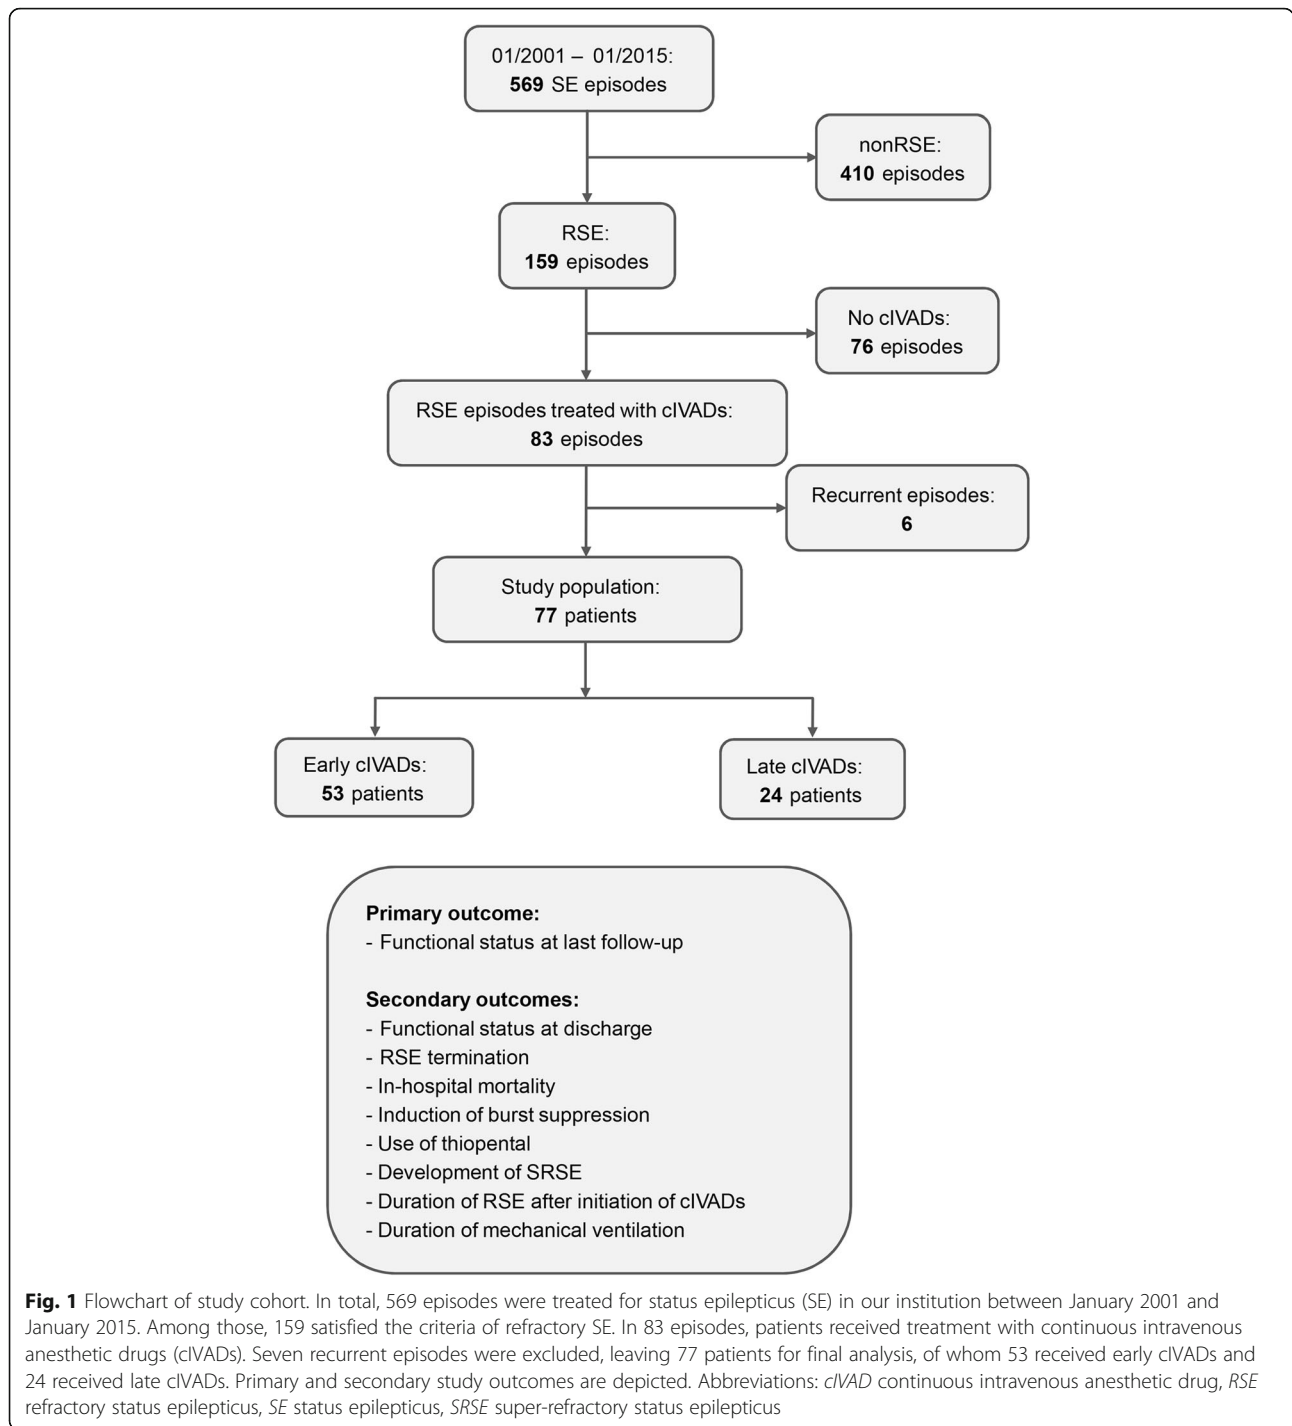 01/2001 – 01/2015:
569 SE episodes
nonRSE:
410 episodes
RSE:
159 episodes
No cIVADs:
76 episodes
RSE episodes treated with cIVADs:
83 episodes
Recurrent episodes:
6
Study population:
77 patients
Early cIVADs:
53 patients
Late cIVADs:
24 patients
Primary outcome:
- Functional status at last follow-up
Secondary outcomes:
- Functional status at discharge
- RSE termination
- In-hospital mortality
- Induction of burst suppression
- Use of thiopental
- Development of SRSE
- Duration of RSE after initiation of cIVADs
- Duration of mechanical ventilation
Fig. 1 Flowchart of study cohort. In total, 569 episodes were treated for status epilepticus (SE) in our institution between January 2001 and
January 2015. Among those, 159 satisfied the criteria of refractory SE. In 83 episodes, patients received treatment with continuous intravenous
anesthetic drugs (cIVADs). Seven recurrent episodes were excluded, leaving 77 patients for final analysis, of whom 53 received early cIVADs and
24 received late cIVADs. Primary and secondary study outcomes are depicted. Abbreviations: cIVAD continuous intravenous anesthetic drug, RSE
refractory status epilepticus, SE status epilepticus, SRSE super-refractory status epilepticus